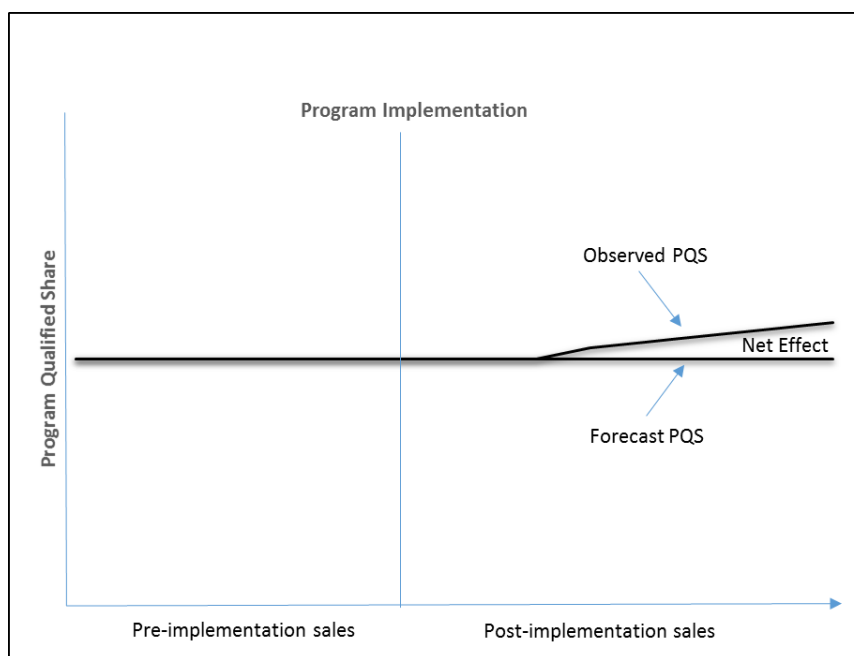 Program Implementation
Program Qualified Share
Observed PQS
Net Effect
Forecast PQS
Pre-implementation sales
Post-implementation sales